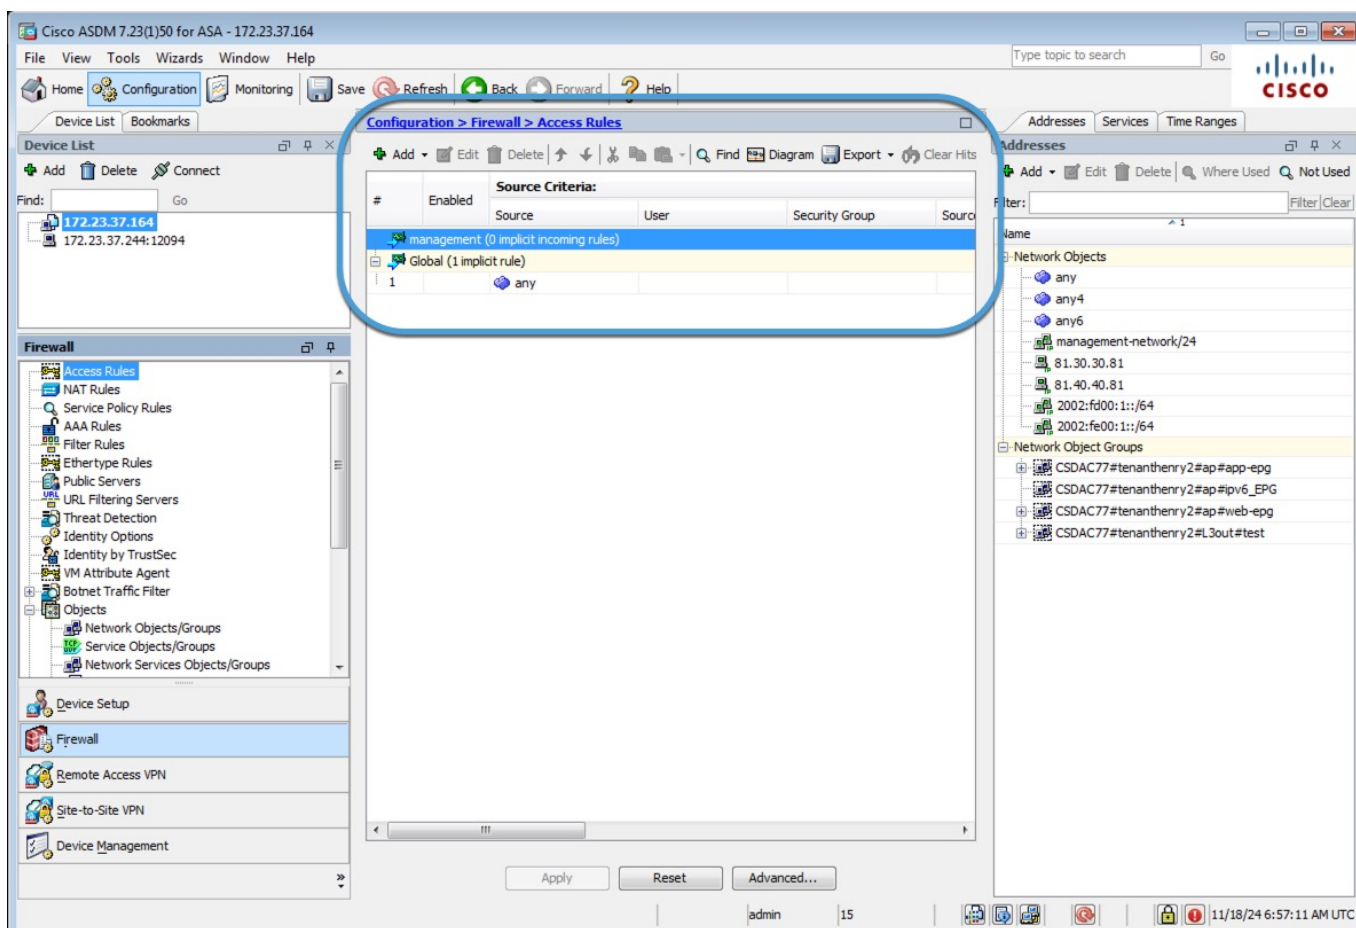 Cisco ASDM 7.23(1)50 for ASA - 172.23.37.164
File View Tools Wizards Window Help
Type topic to search Go
Home Configuration Monitoring Save Refresh Back Forward Help
CISCO
Device List Bookmarks
Device List
Add Delete Connect
Find: Go
172.23.37.164
172.23.37.244:12094
Firewall
Access Rules
NAT Rules
Service Policy Rules
AAA Rules
Filter Rules
Ethertype Rules
Public Servers
URL Filtering Servers
Threat Detection
Identity Options
Identity by TrustSec
VM Attribute Agent
Botnet Traffic Filter
Objects
Network Objects/Groups
Service Objects/Groups
Network Services Objects/Groups
Device Setup
Firewall
Remote Access VPN
Site-to-Site VPN
Device Management
Configuration > Firewall > Access Rules
Add Edit Delete Find Diagram Export Clear Hits
# Enabled Source Criteria:
Source User Security Group Source
management (0 implicit incoming rules)
Global (1 implicit rule)
1 any
Apply Reset Advanced...
Addresses Services Time Ranges
Addresses
Add Edit Delete Where Used Not Used
Filter: Filter Clear
1
Name
Network Objects
any
any4
any6
management-network/24
81.30.30.81
81.40.40.81
2002:fd00:1::/64
2002:fe00:1::/64
Network Object Groups
CSDAC77#tenanthenry2#ap#app-epg
CSDAC77#tenanthenry2#ap#ipv6_EPG
CSDAC77#tenanthenry2#ap#web-epg
CSDAC77#tenanthenry2#L3out#test
admin 15 11/18/24 6:57:11 AM UTC